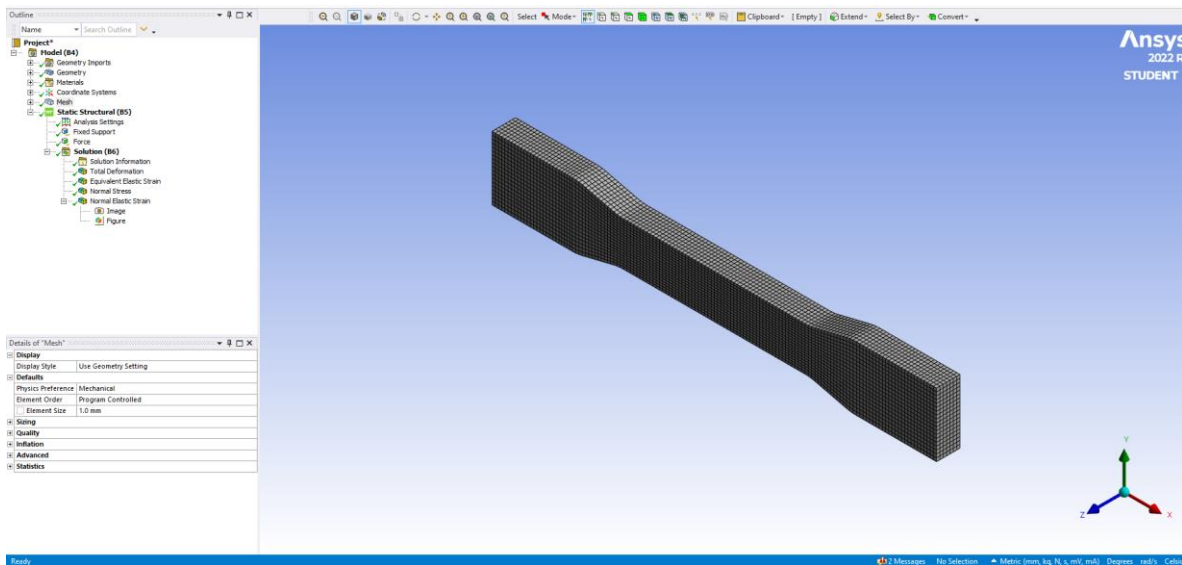 Outline
Name Search Outline
Project*
Model (B4)
Geometry Imports
Geometry
Materials
Coordinate Systems
Mesh
Static Structural (B5)
Analysis Settings
Fixed Support
Force
Solution (B6)
Solution Information
Total Deformation
Equivalent Elastic Strain
Normal Stress
Normal Elastic Strain
Image
Figure
Select Mode Clipboard [Empty] Extend Select By Convert
Ansys
2022 R
STUDENT
Details of "Mesh"
Display
Display Style Use Geometry Setting
Defaults
Physics Preference Mechanical
Element Order Program Controlled
Element Size 1.0 mm
Sizing
Quality
Inflation
Advanced
Statistics
Y
Z
X
Ready 2 Messages No Selection Metric (mm, kg, N, s, mV, mA) Degrees rad/s Celsi